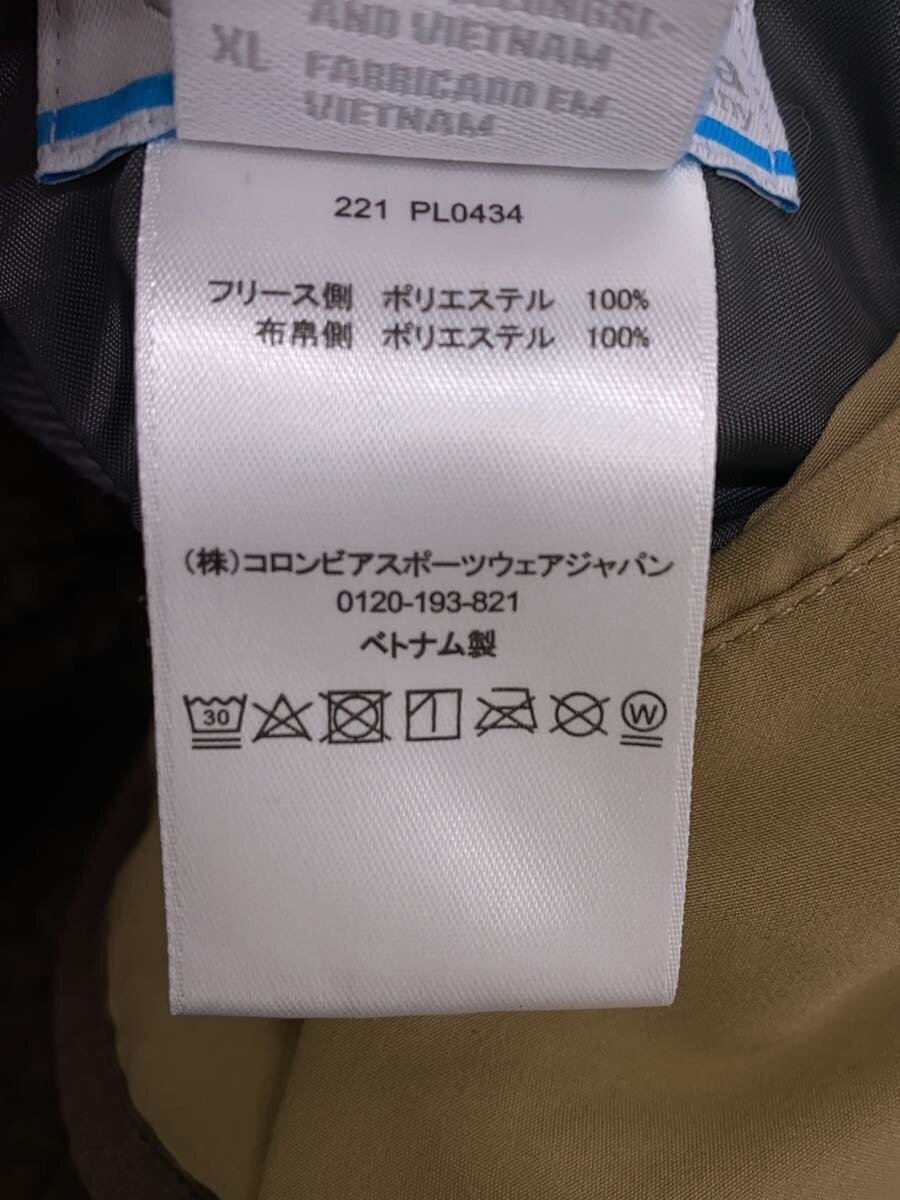 AND VIETNAM
XL FABRICADO EM
VIETNAM
221 PL0434
フリース側 ポリエステル 100%
布帛側 ポリエステル 100%
(株)コロンビアスポーツウェアジャパン
0120-193-821
ベトナム製
30 W